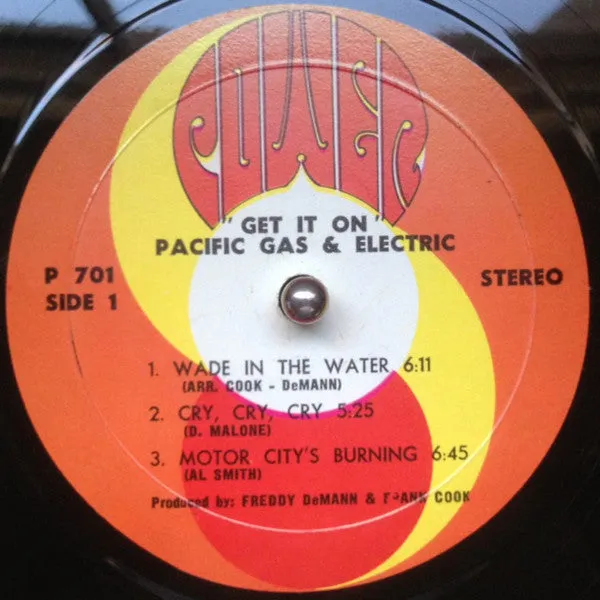 POWER
"GET IT ON"
PACIFIC GAS & ELECTRIC
P 701
SIDE 1
STEREO
1. WADE IN THE WATER 6:11
(ARR. COOK - DeMANN)
2. CRY, CRY, CRY 5:25
(D. MALONE)
3. MOTOR CITY'S BURNING 6:45
(AL SMITH)
Produced by: FREDDY DeMANN & FRANK COOK